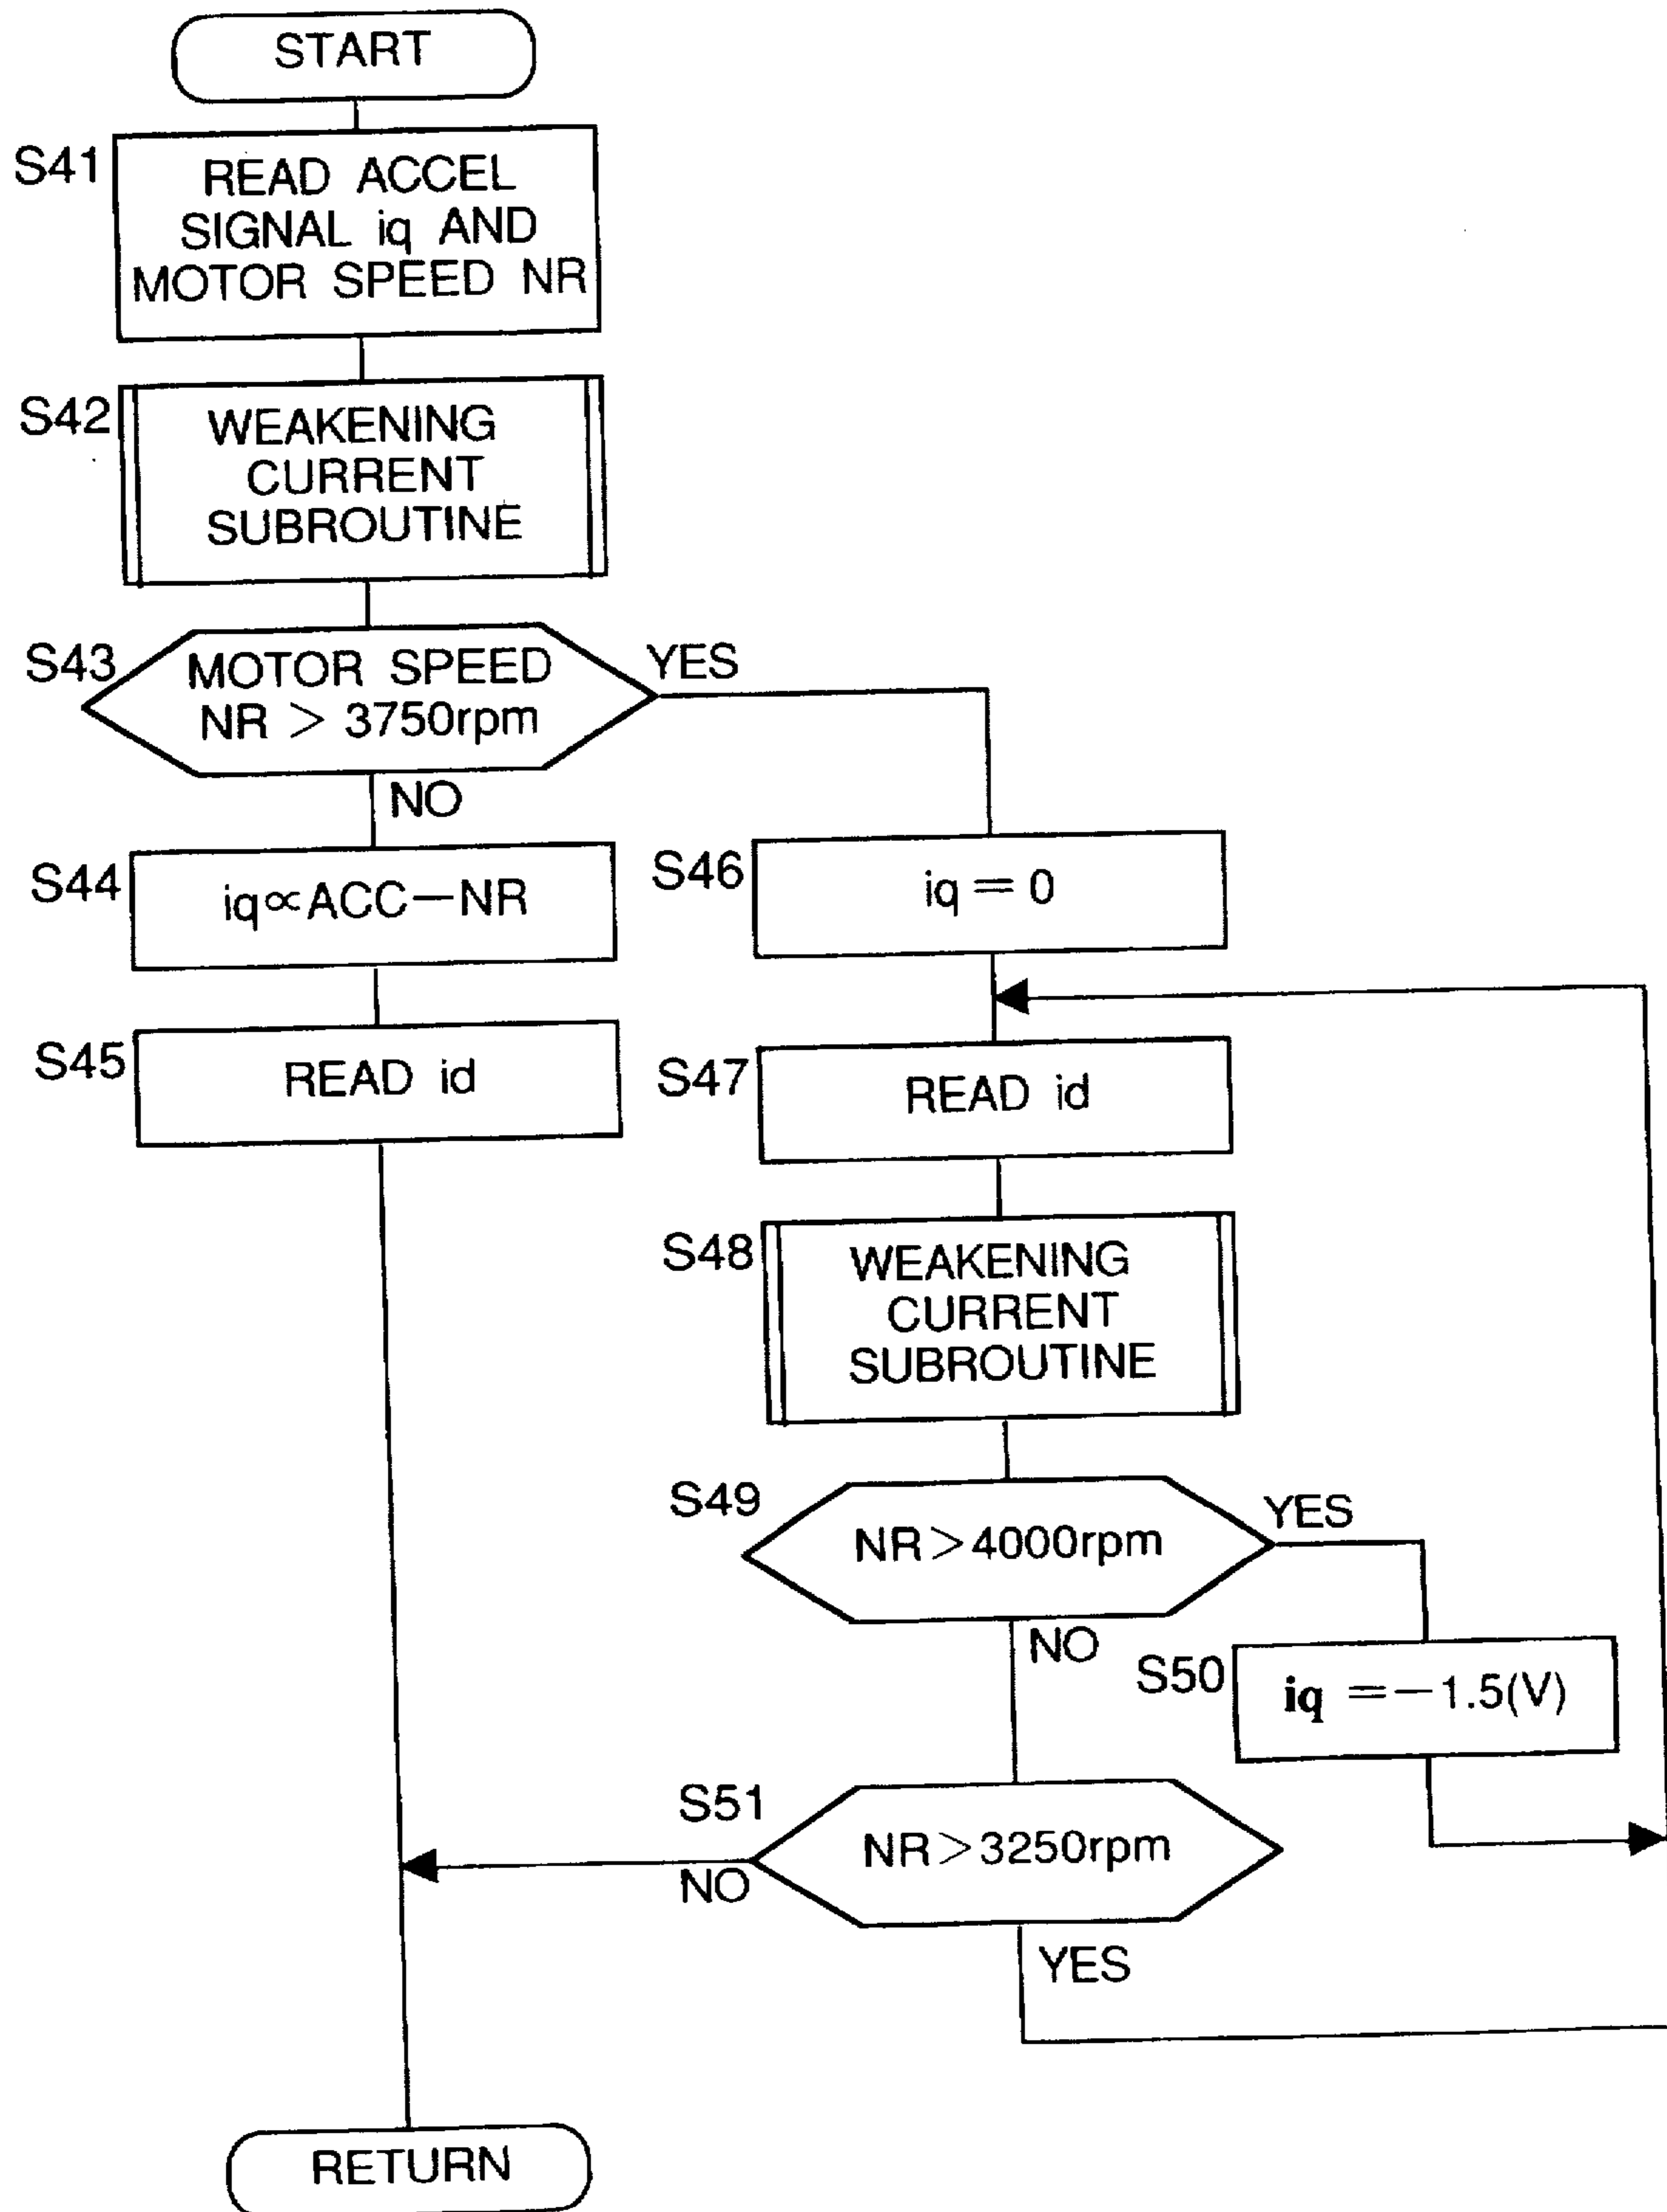 START
S41
READ ACCEL
SIGNAL iq AND
MOTOR SPEED NR
S42
WEAKENING
CURRENT
SUBROUTINE
S43
MOTOR SPEED
NR > 3750rpm
YES
NO
S44
iq∝ACC−NR
S45
READ id
S46
iq = 0
S47
READ id
S48
WEAKENING
CURRENT
SUBROUTINE
S49
NR>4000rpm
YES
NO
S50
iq =−1.5(V)
S51
NR>3250rpm
NO
YES
RETURN